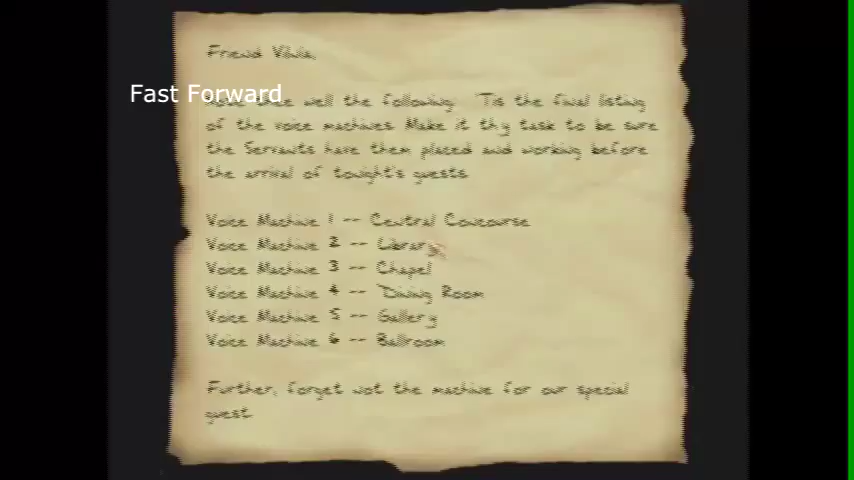 Friend
Fast Forward
well the following: 'Tis the final listing
of the voice machines. Make it thy task to be sure
the Servants have them placed and working before
the arrival of tonight's guests.
Voice Machine 1 -- Central Concourse
Voice Machine 2 -- Library
Voice Machine 3 -- Chapel
Voice Machine 4 -- Dining Room
Voice Machine 5 -- Gallery
Voice Machine 6 -- Ballroom
Further, forget not the machine for our special
guest.